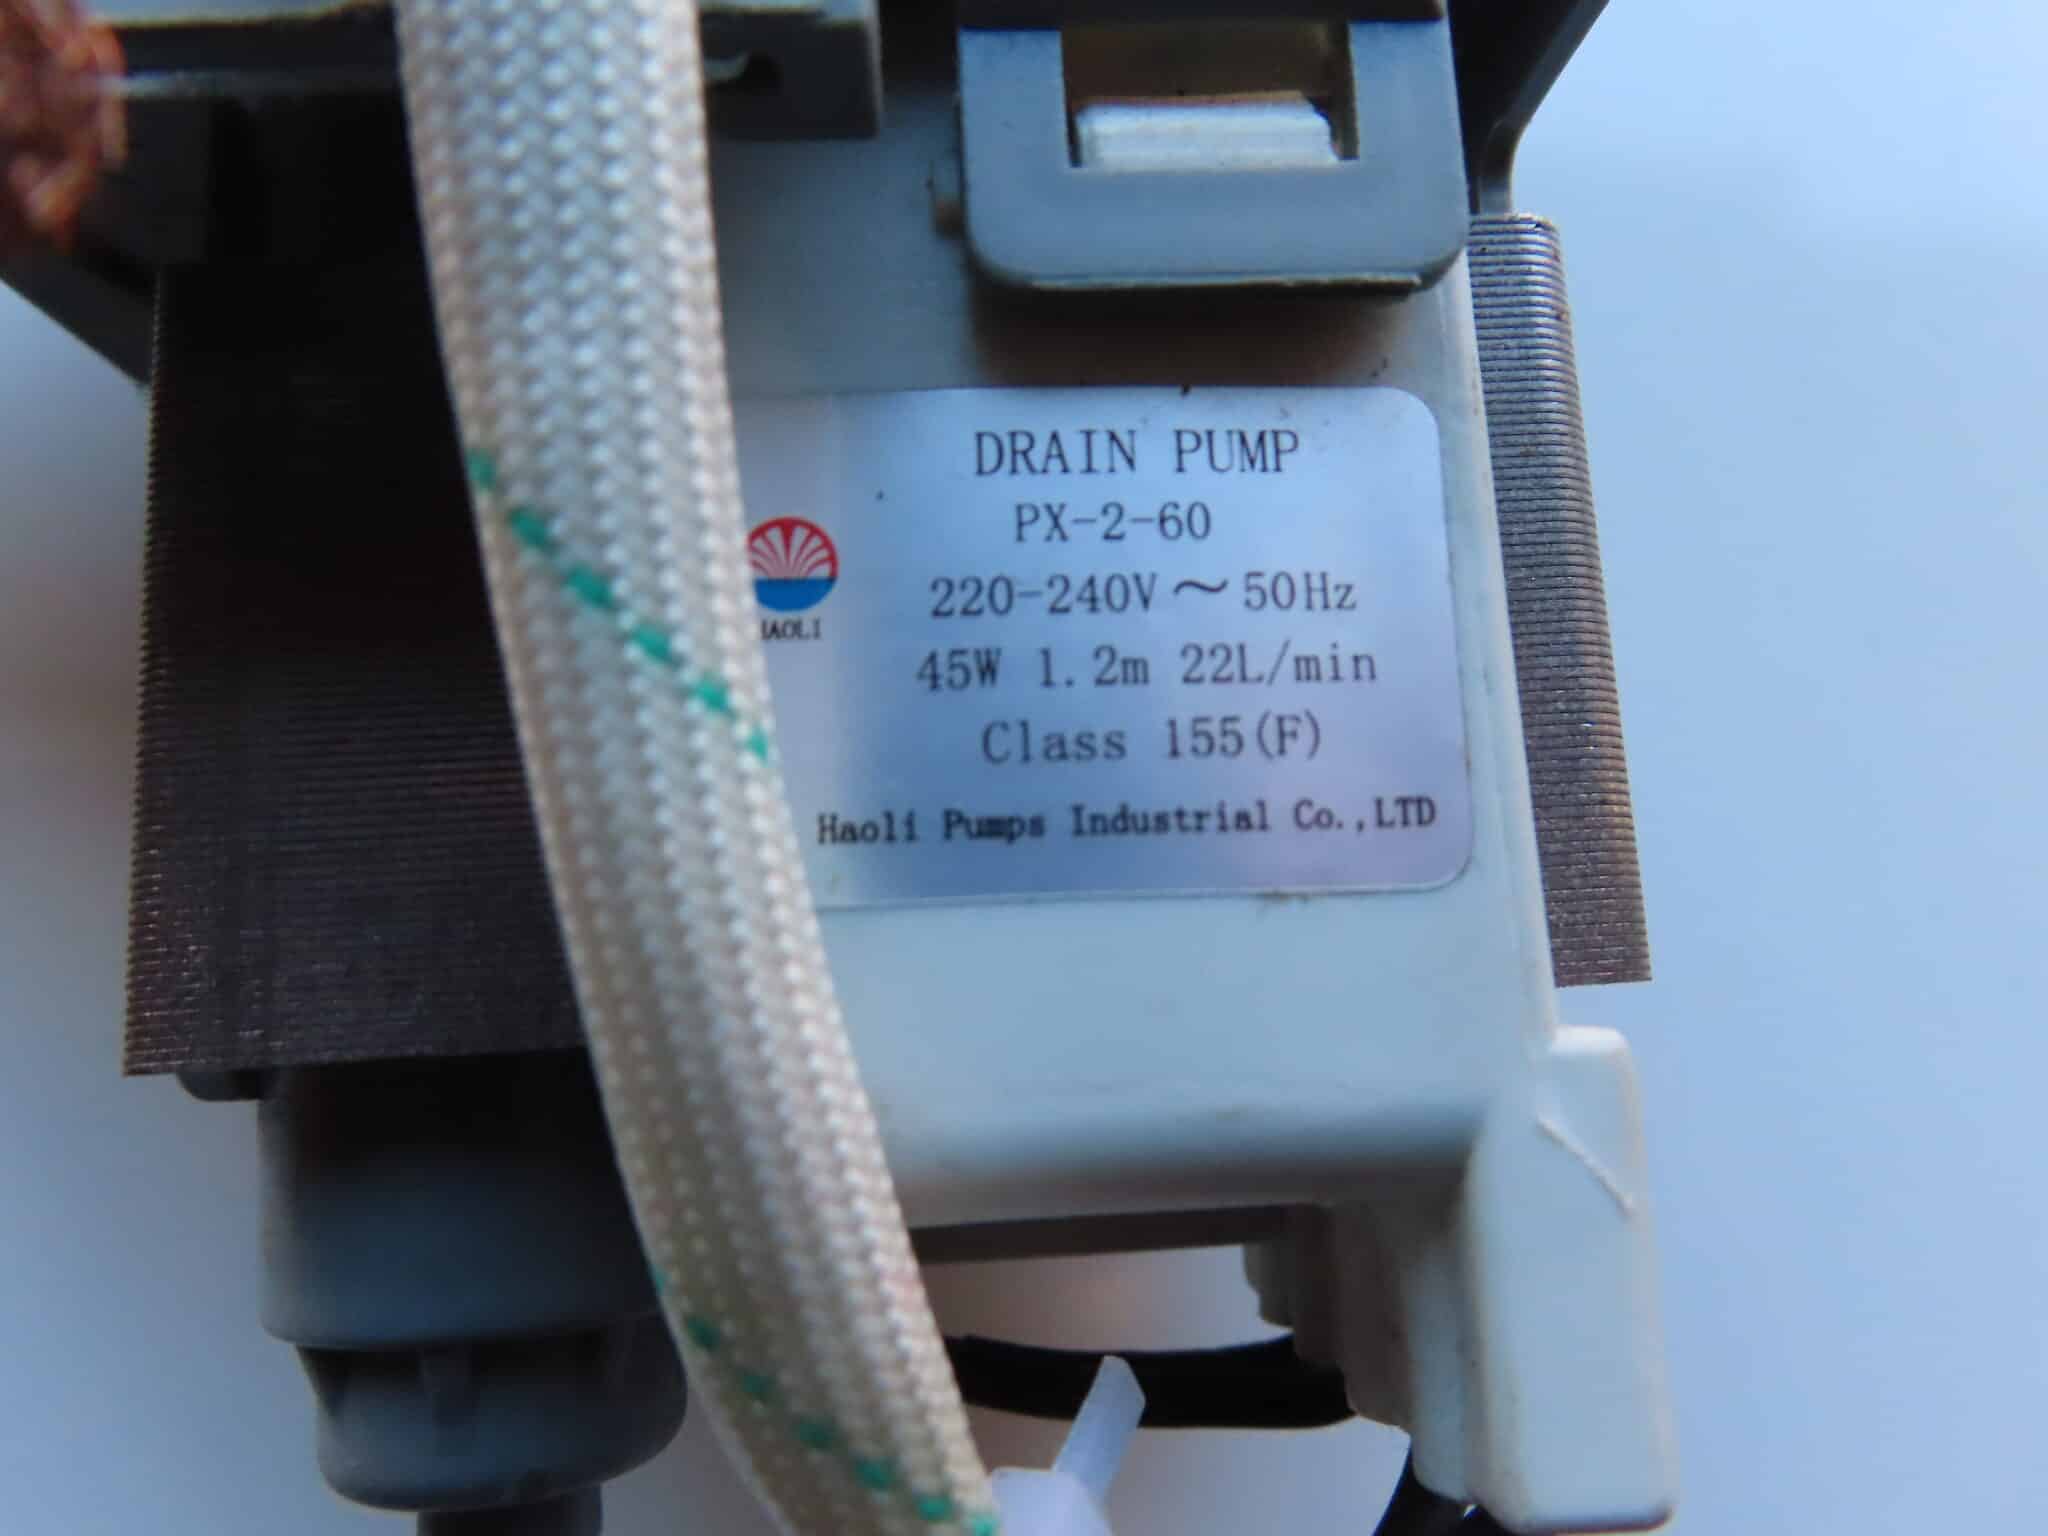 DRAIN PUMP
PX-2-60
220-240V～50Hz
45W 1.2m 22L/min
Class 155(F)
HAOLI
Haoli Pumps Industrial Co.,LTD